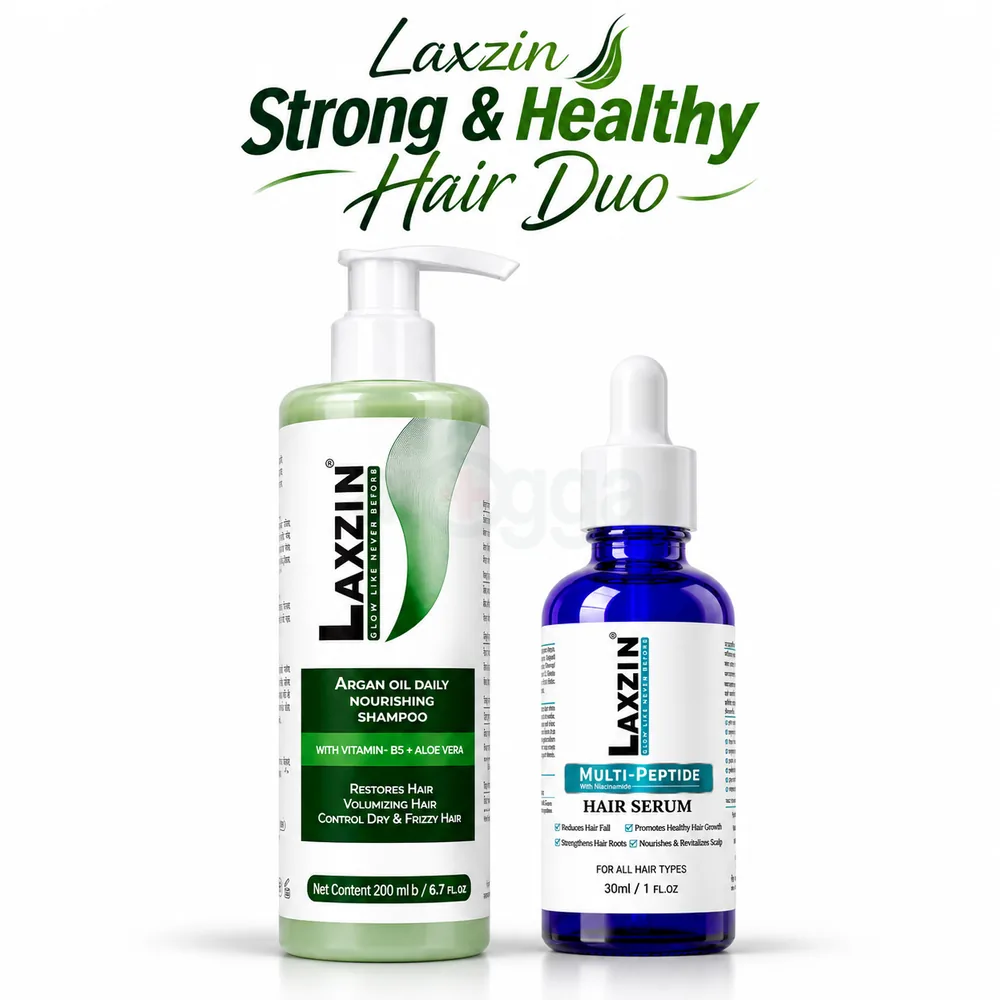 Laxzin
Strong & Healthy
Hair Duo
LAXZIN®
GLOW LIKE NEVER BEFORB
ARGAN OIL DAILY
NOURISHING
SHAMPOO
WITH VITAMIN- B5 + ALOE VERA
RESTORES HAIR
VOLUMIZING HAIR
CONTROL DRY & FRIZZY HAIR
Net Content 200 ml b / 6.7 FL.OZ
LAXZIN®
GLOW LIKE NEVER BEFORE
MULTI-PEPTIDE
With Niacinamide
HAIR SERUM
☑ Reduces Hair Fall ☑ Promotes Healthy Hair Growth
☑ Strengthens Hair Roots ☑ Nourishes & Revitalizes Scalp
FOR ALL HAIR TYPES
30ml / 1 FL.OZ